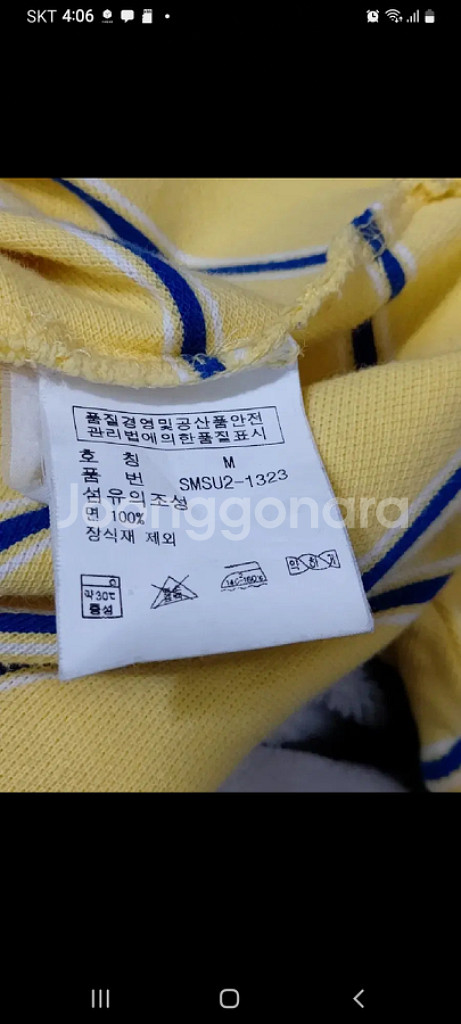 SKT 4:06
품질경영및공산품안전
관리법에의한품질표시
호 칭 M
품 번 SMSU2-1323
섬유의조성
면 100%
장식재 제외
약30℃
중성
염소
140~160℃
약하게
Joonggonara